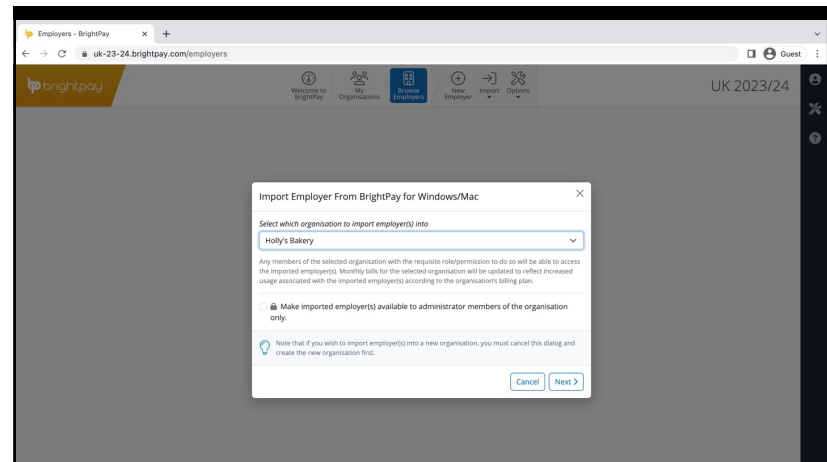 Employers - BrightPay
uk-23-24.brightpay.com/employers
Guest
brightpay
Welcome to
BrightPay
My
Organisations
Browse
Employers
New
Employer
Import
Options
UK 2023/24
Import Employer From BrightPay for Windows/Mac
Select which organisation to import employer(s) into
Holly's Bakery
Any members of the selected organisation with the requisite role/permission to do so will be able to access
the imported employer(s). Monthly bills for the selected organisation will be updated to reflect increased
usage associated with the imported employer(s) according to the organisation's billing plan.
Make imported employer(s) available to administrator members of the organisation
only.
Note that if you wish to import employer(s) into a new organisation, you must cancel this dialog and
create the new organisation first.
Cancel
Next